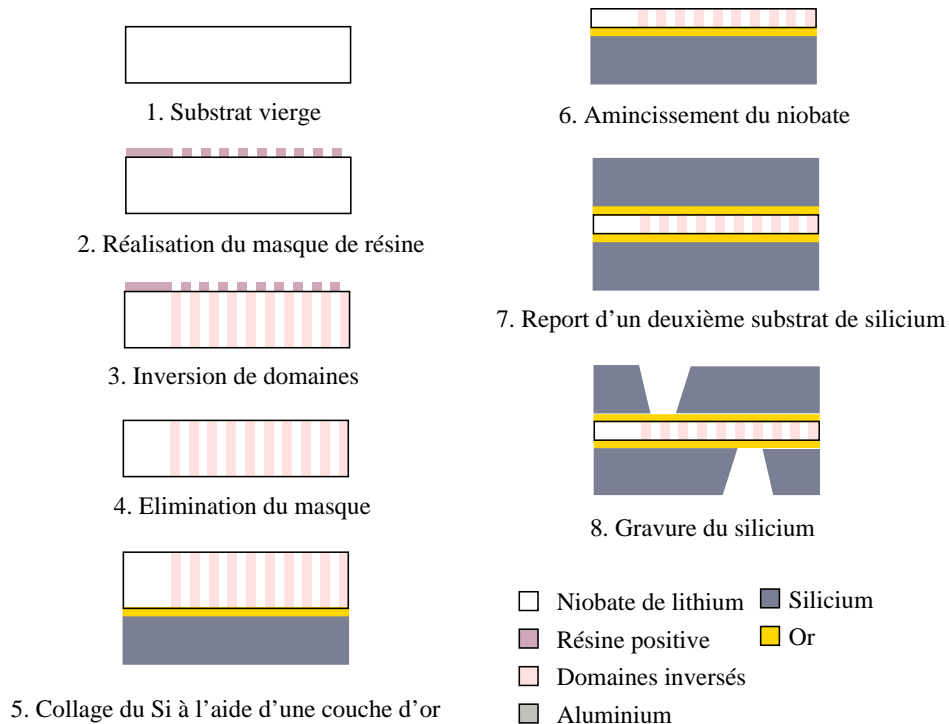 1. Substrat vierge
2. Réalisation du masque de résine
3. Inversion de domaines
4. Elimination du masque
5. Collage du Si à l’aide d’une couche d’or
6. Amincissement du niobate
7. Report d’un deuxième substrat de silicium
8. Gravure du silicium
Niobate de lithium
Silicium
Résine positive
Or
Domaines inversés
Aluminium